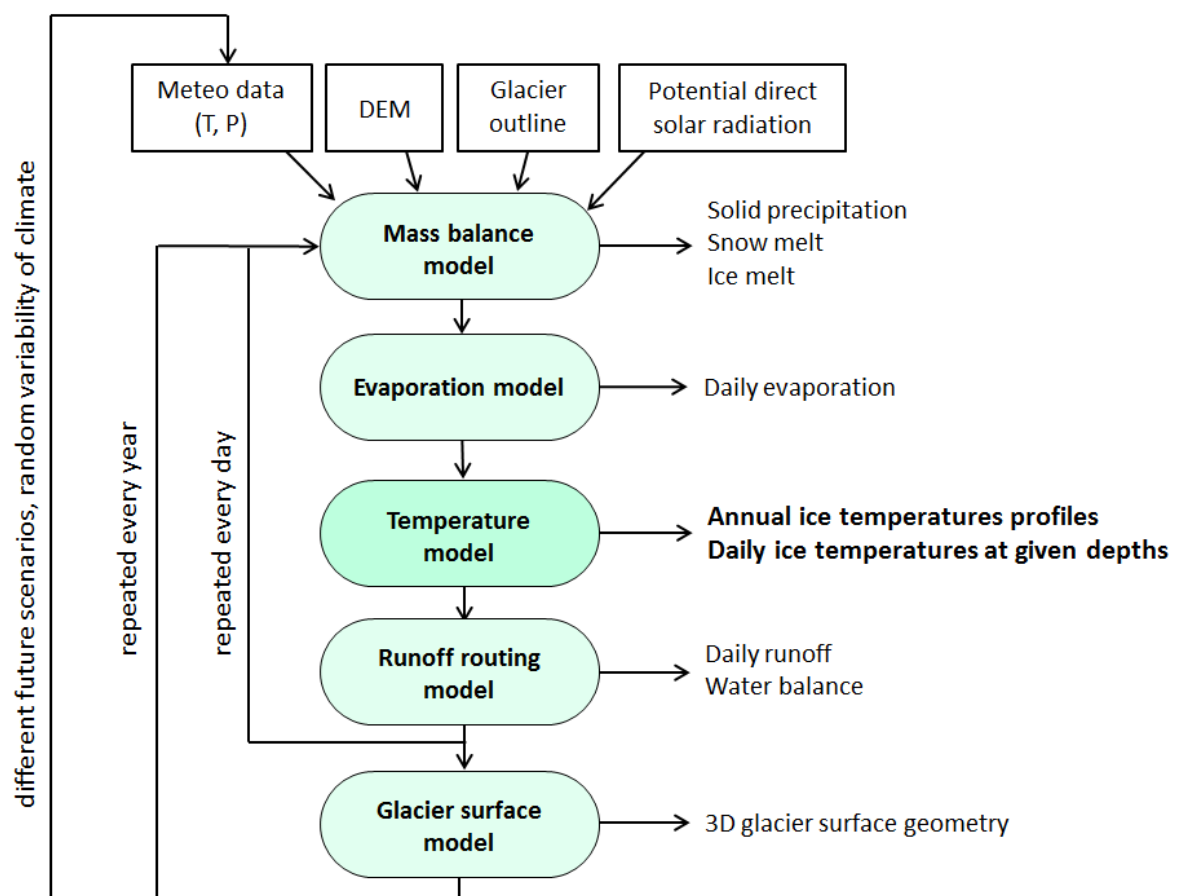 Meteo data
(T, P)
DEM
Glacier
outline
Potential direct
solar radiation
Mass balance
model
Solid precipitation
Snow melt
Ice melt
Evaporation model
Daily evaporation
Temperature
model
Annual ice temperatures profiles
Daily ice temperatures at given depths
Runoff routing
model
Daily runoff
Water balance
Glacier surface
model
3D glacier surface geometry
different future scenarios, random variability of climate
repeated every year
repeated every day